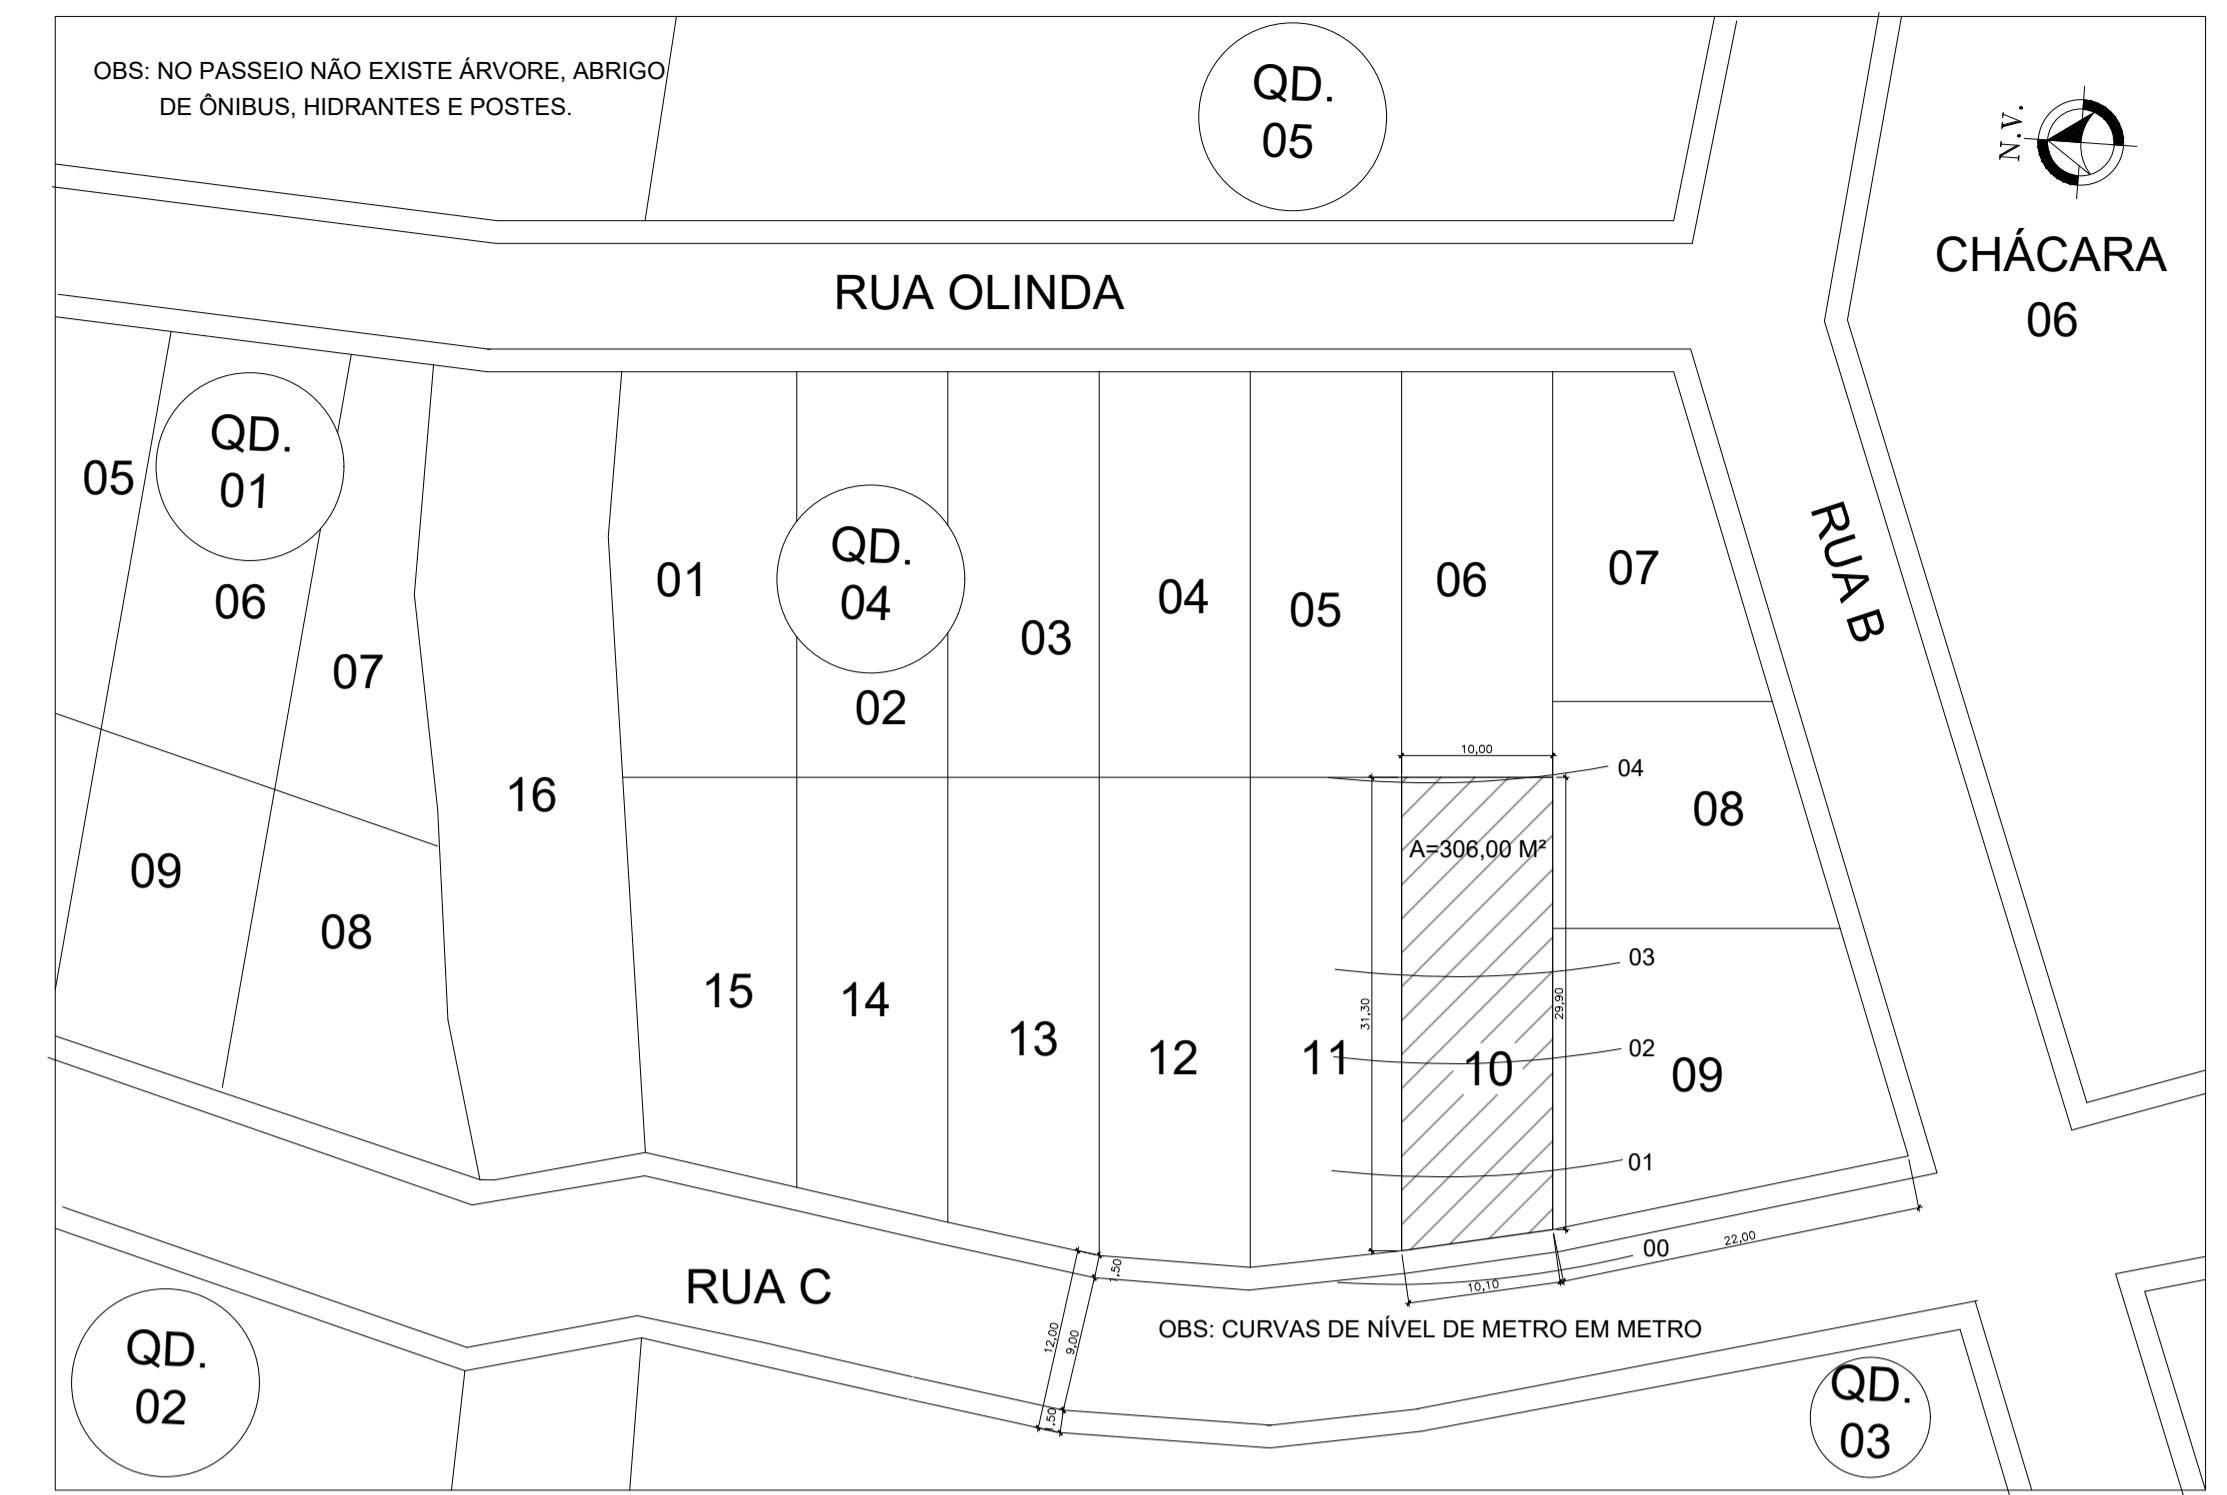 OBS: NO PASSEIO NÃO EXISTE ÁRVORE, ABRIGO
DE ÔNIBUS, HIDRANTES E POSTES.
QD.
05
N.V.
CHÁCARA
06
RUA OLINDA
QD.
01
05
06
07
09
08
16
QD.
04
01
02
03
04
05
06
07
RUA B
08
09
10,00
04
A=306,00 M²
03
31,30
29,90
02
01
15
14
13
12
11
10
00
22,00
10,10
RUA C
1,50
12,00
9,00
1,50
OBS: CURVAS DE NÍVEL DE METRO EM METRO
QD.
02
QD.
03